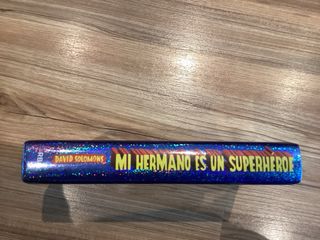 DAVID SOLOMONS
MI HERMANO ES UN SUPERHÉROE